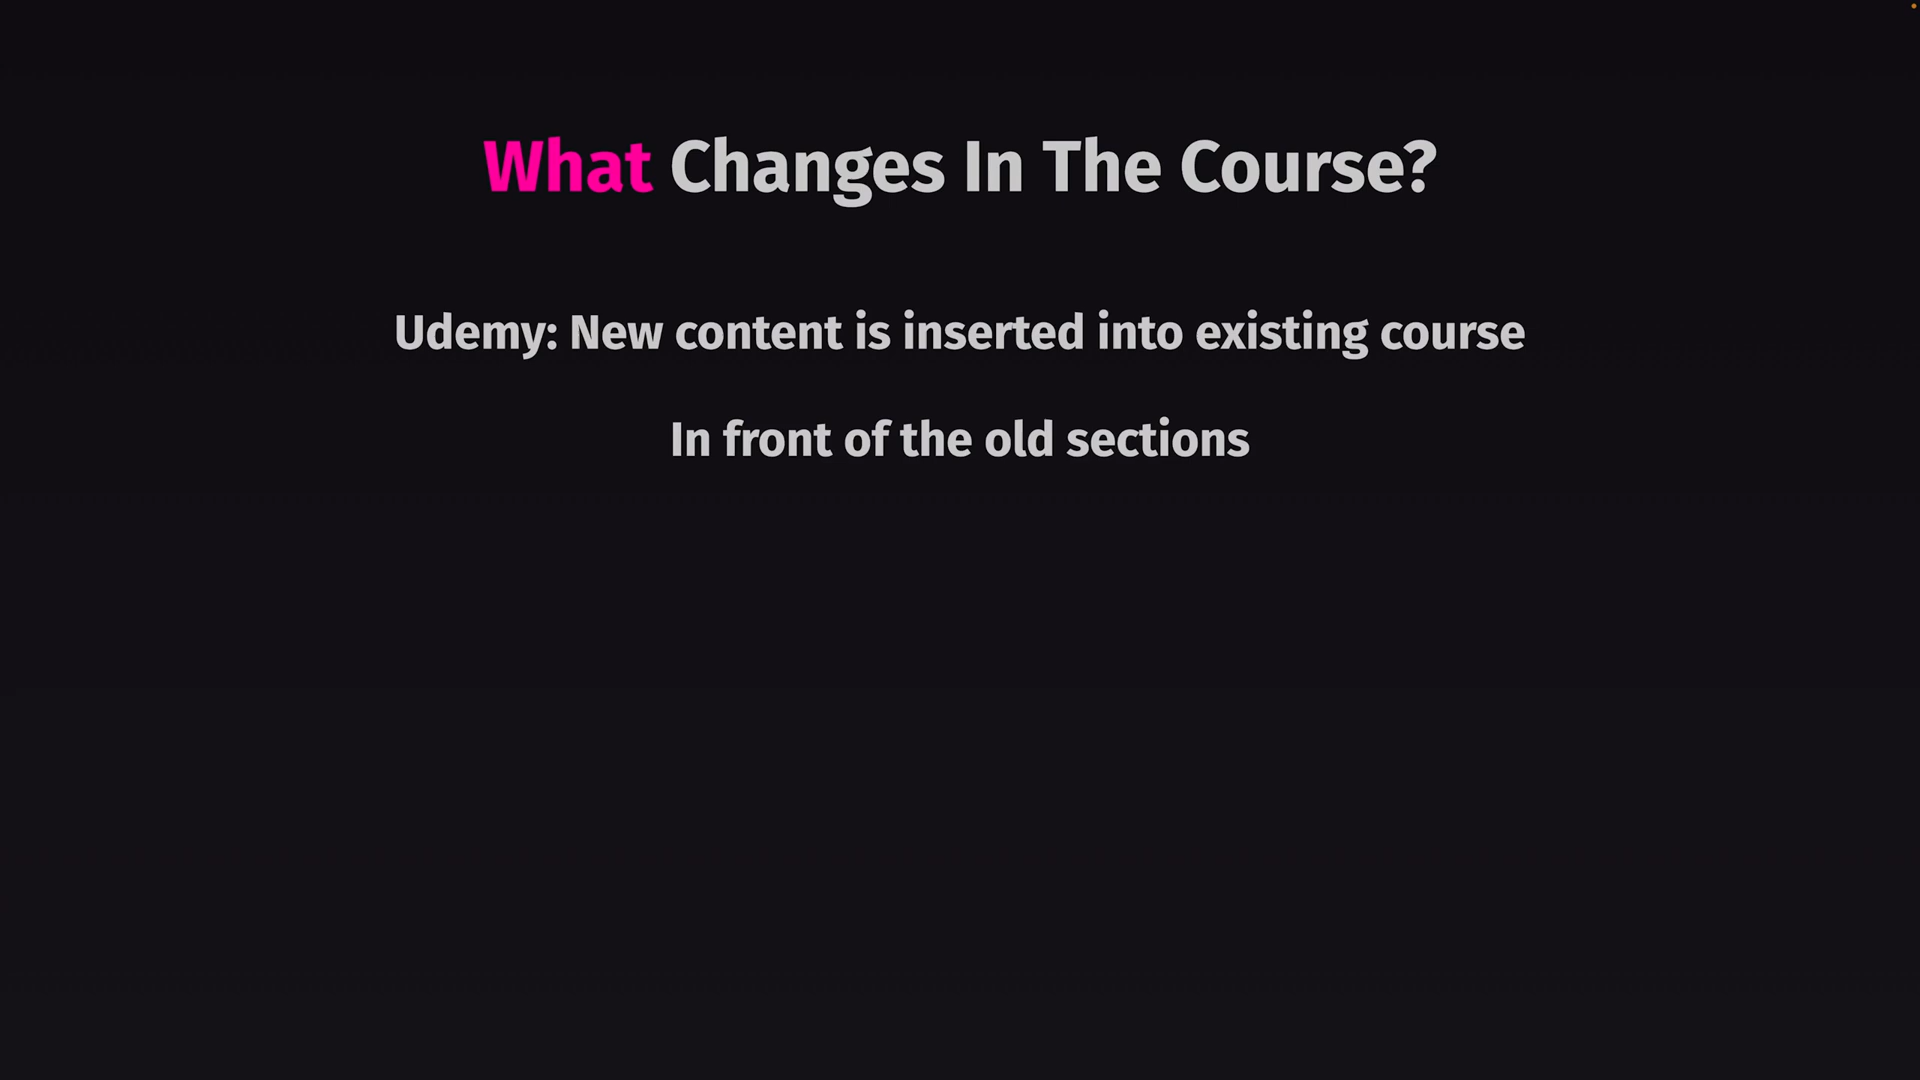 What Changes In The Course?
Udemy: New content is inserted into existing course
In front of the old sections